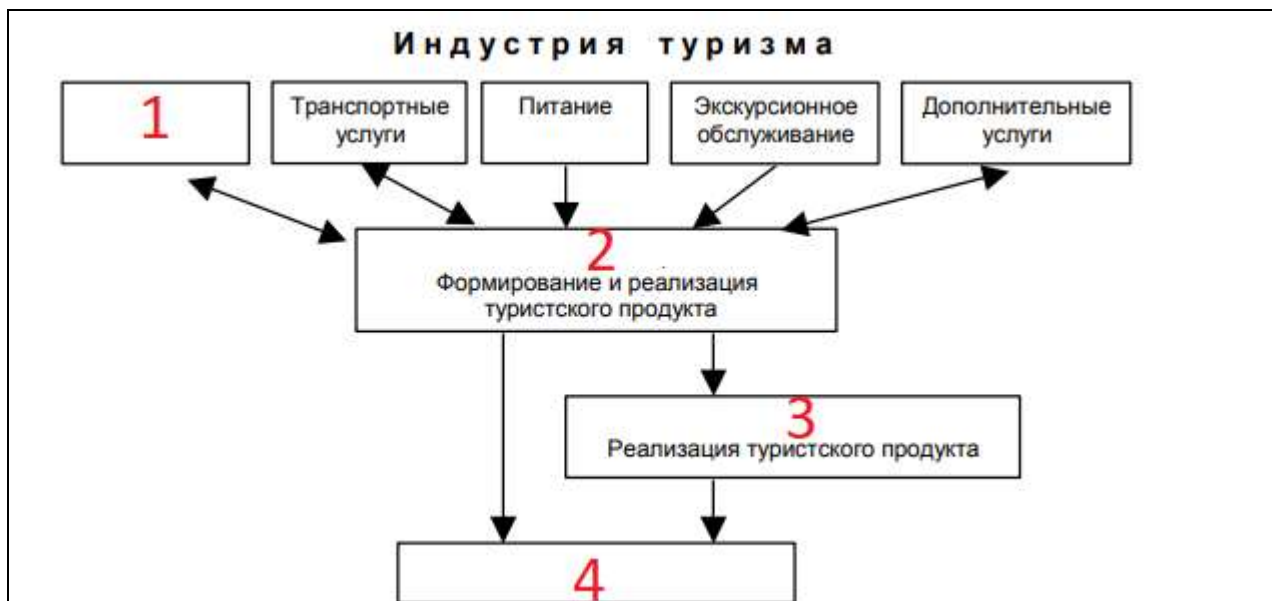 Индустрия туризма
1
Транспортные
услуги
Питание
Экскурсионное
обслуживание
Дополнительные
услуги
2
Формирование и реализация
туристского продукта
3
Реализация туристского продукта
4